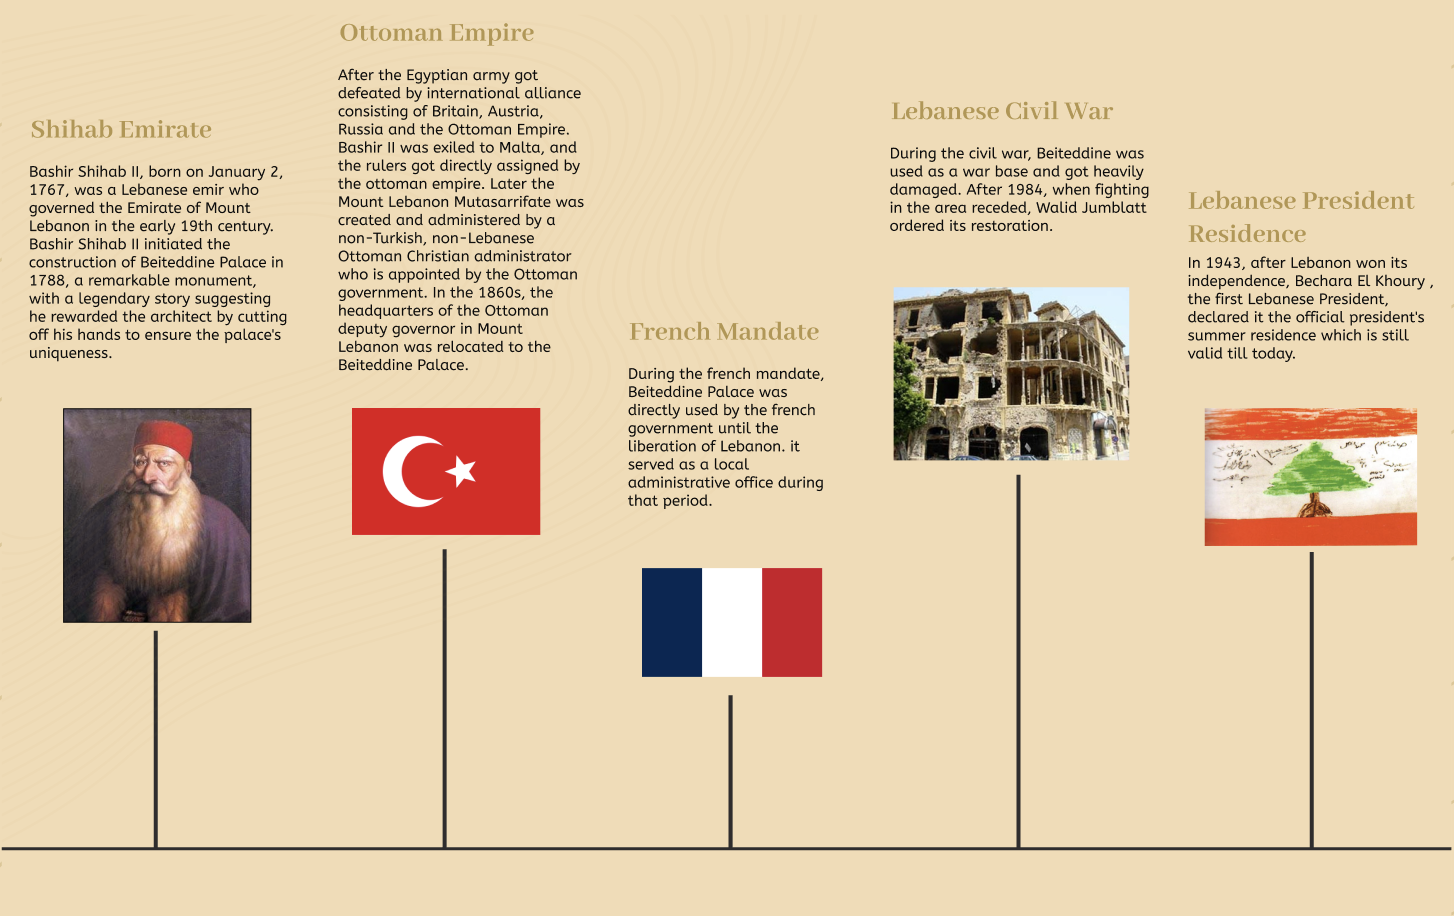 Shihab Emirate
Bashir Shihab II, born on January 2,
1767, was a Lebanese emir who
governed the Emirate of Mount
Lebanon in the early 19th century.
Bashir Shihab II initiated the
construction of Beiteddine Palace in
1788, a remarkable monument,
with a legendary story suggesting
he rewarded the architect by cutting
off his hands to ensure the palace's
uniqueness.
Ottoman Empire
After the Egyptian army got
defeated by international alliance
consisting of Britain, Austria,
Russia and the Ottoman Empire.
Bashir II was exiled to Malta, and
the rulers got directly assigned by
the ottoman empire. Later the
Mount Lebanon Mutasarrifate was
created and administered by a
non-Turkish, non-Lebanese
Ottoman Christian administrator
who is appointed by the Ottoman
government. In the 1860s, the
headquarters of the Ottoman
deputy governor in Mount
Lebanon was relocated to the
Beiteddine Palace.
French Mandate
During the french mandate,
Beiteddine Palace was
directly used by the french
government until the
liberation of Lebanon. it
served as a local
administrative office during
that period.
Lebanese Civil War
During the civil war, Beiteddine was
used as a war base and got heavily
damaged. After 1984, when fighting
in the area receded, Walid Jumblatt
ordered its restoration.
Lebanese President
Residence
In 1943, after Lebanon won its
independence, Bechara El Khoury ,
the first Lebanese President,
declared it the official president's
summer residence which is still
valid till today.